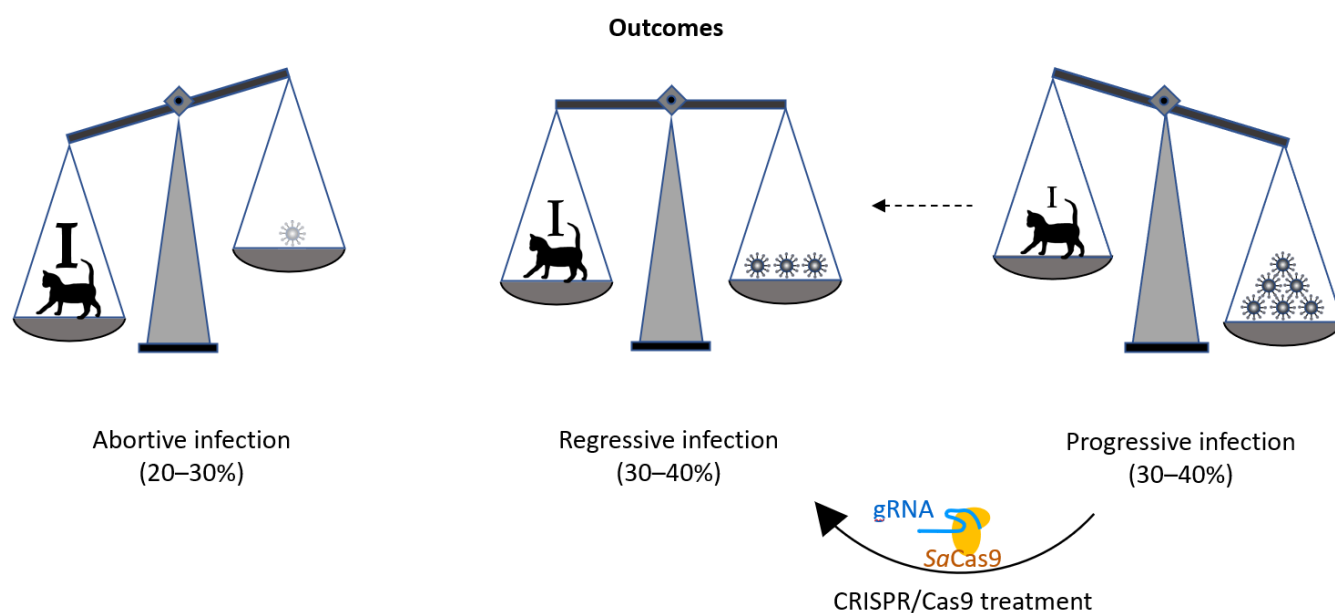 Outcomes
I
I
I
Abortive infection
(20–30%)
Regressive infection
(30–40%)
Progressive infection
(30–40%)
gRNA
SaCas9
CRISPR/Cas9 treatment